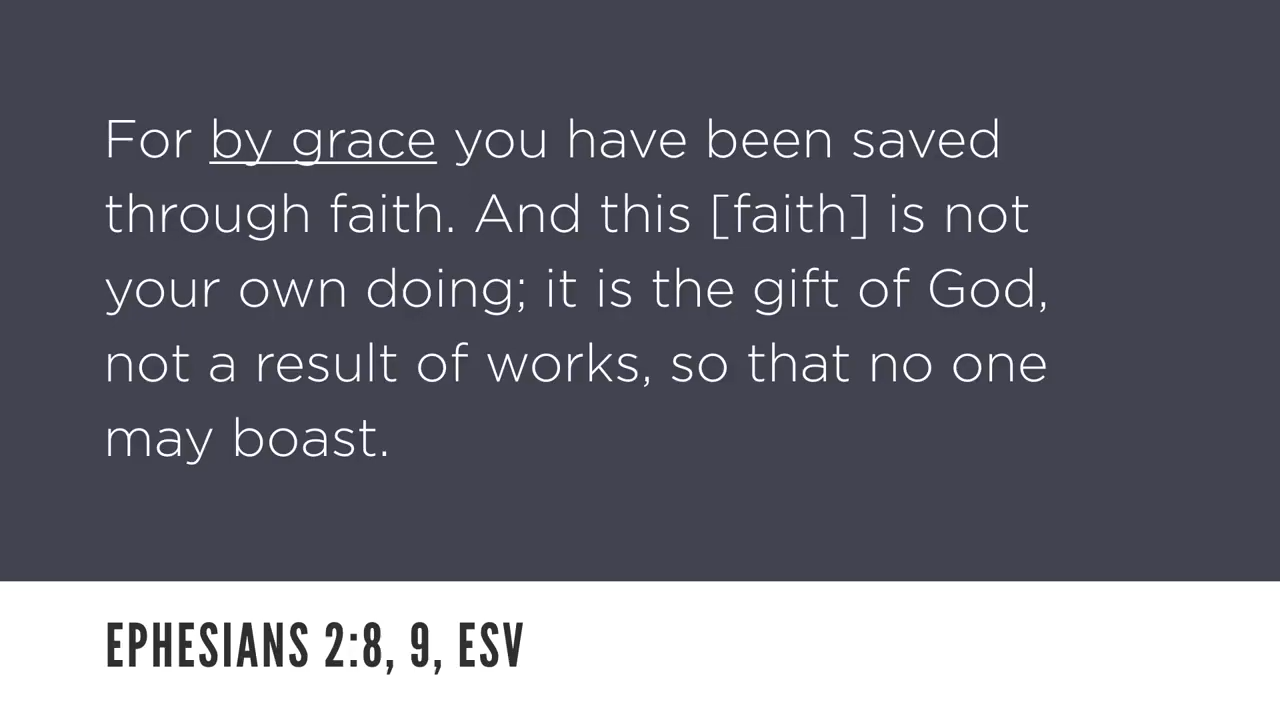 For by grace you have been saved
through faith. And this [faith] is not
your own doing; it is the gift of God,
not a result of works, so that no one
may boast.
EPHESIANS 2:8, 9, ESV